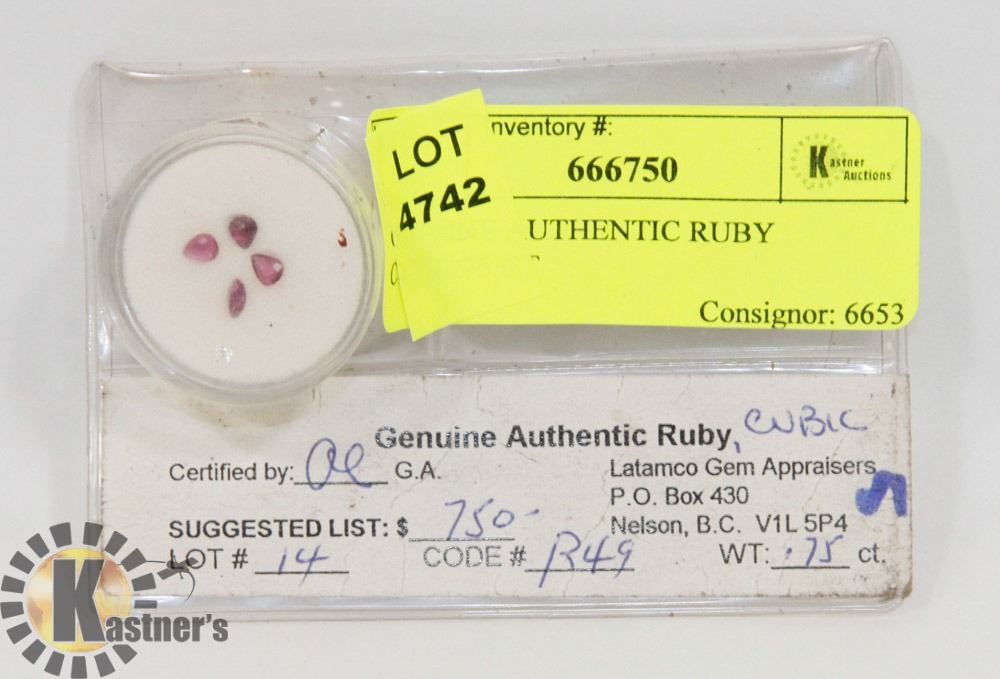 LOT
4742
nventory #:
666750
Kastner
Auctions
UTHENTIC RUBY
Consignor: 6653
Genuine Authentic Ruby, CUBIC
Certified by: G.A.
Latamco Gem Appraisers
P.O. Box 430
SUGGESTED LIST: $ 750-
Nelson, B.C. V1L 5P4
LOT # 14
CODE # R49
WT: .75 ct.
Kastner's